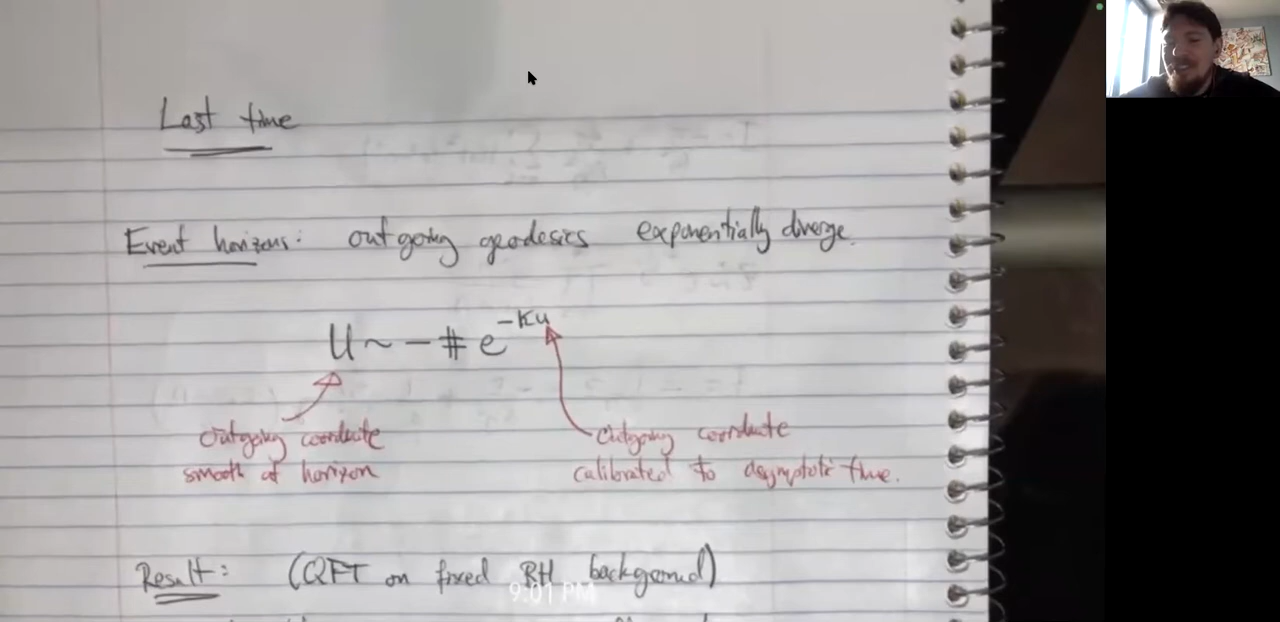 Last time
Event horizons: outgoing geodesics exponentially diverge.
U ~ - # e^{-κu}
Outgoing coordinate
smooth at horizon
Outgoing coordinate
calibrated to asymptotic time.
Result: (QFT on fixed BH background)
9:01 PM